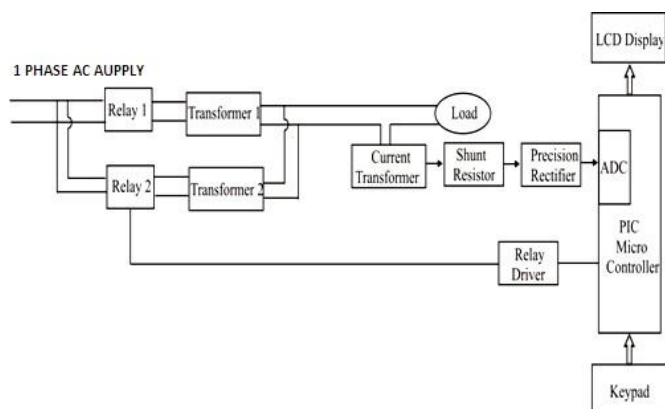 LCD Display
1 PHASE AC AUPPLY
Relay 1
Transformer 1
Load
Current
Transformer
Shunt
Resistor
Precision
Rectifier
ADC
Relay 2
Transformer 2
PIC
Micro
Controller
Relay
Driver
Keypad